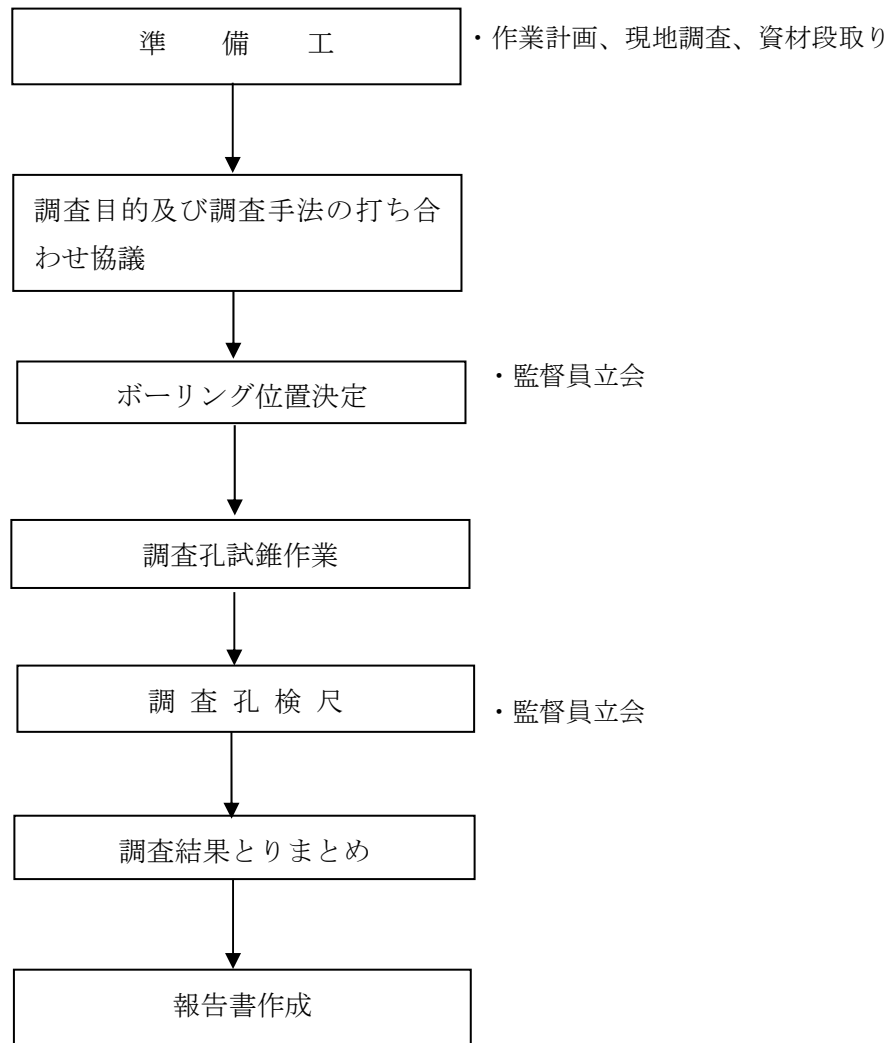 準　備　工
・作業計画、現地調査、資材段取り
調査目的及び調査手法の打ち合
わせ協議
ボーリング位置決定
・監督員立会
調査孔試錐作業
調 査 孔 検 尺
・監督員立会
調査結果とりまとめ
報告書作成